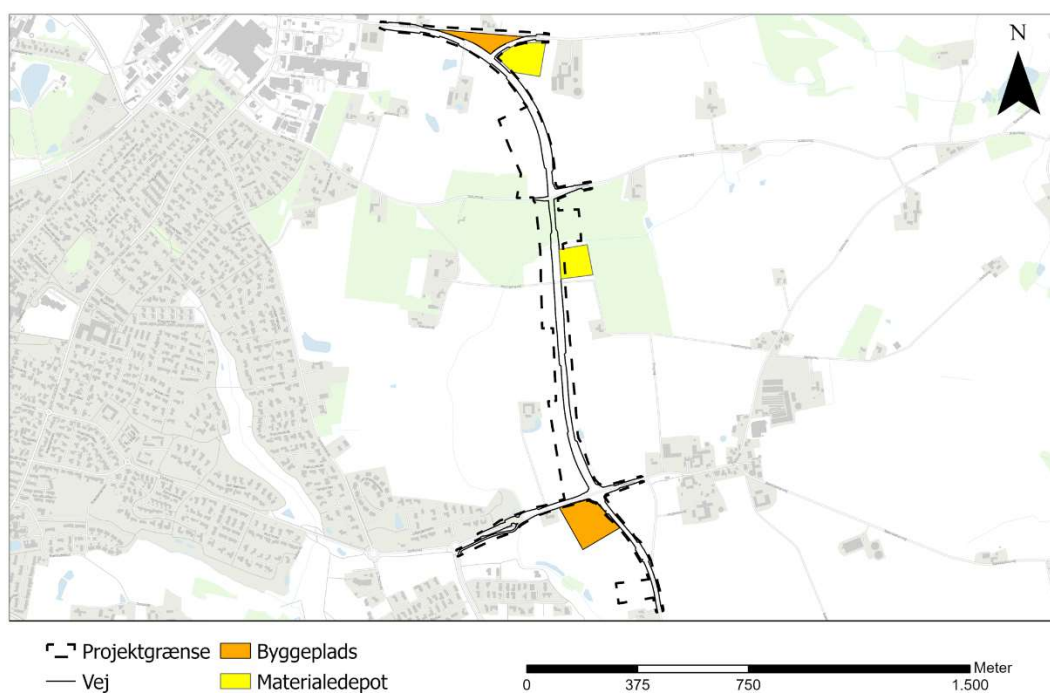 N
Projektgrænse
Byggeplads
Vej
Materialedepot
Meter
0 375 750 1.500